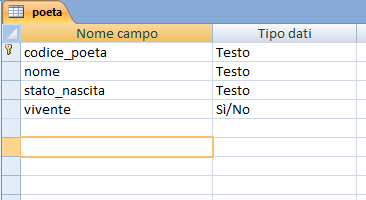 poeta
Nome campo Tipo dati
codice_poeta Testo
nome Testo
stato_nascita Testo
vivente Sì/No